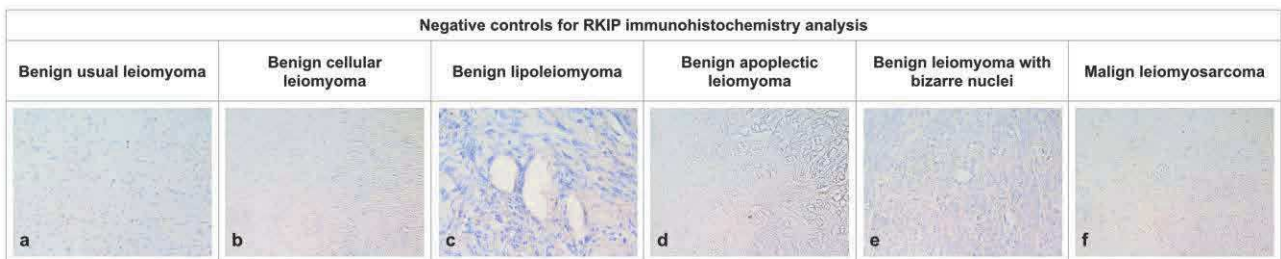 Negative controls for RKIP immunohistochemistry analysis
Benign usual leiomyoma
Benign cellular
leiomyoma
Benign lipoleiomyoma
Benign apoplectic
leiomyoma
Benign leiomyoma with
bizarre nuclei
Malign leiomyosarcoma
a
b
c
d
e
f